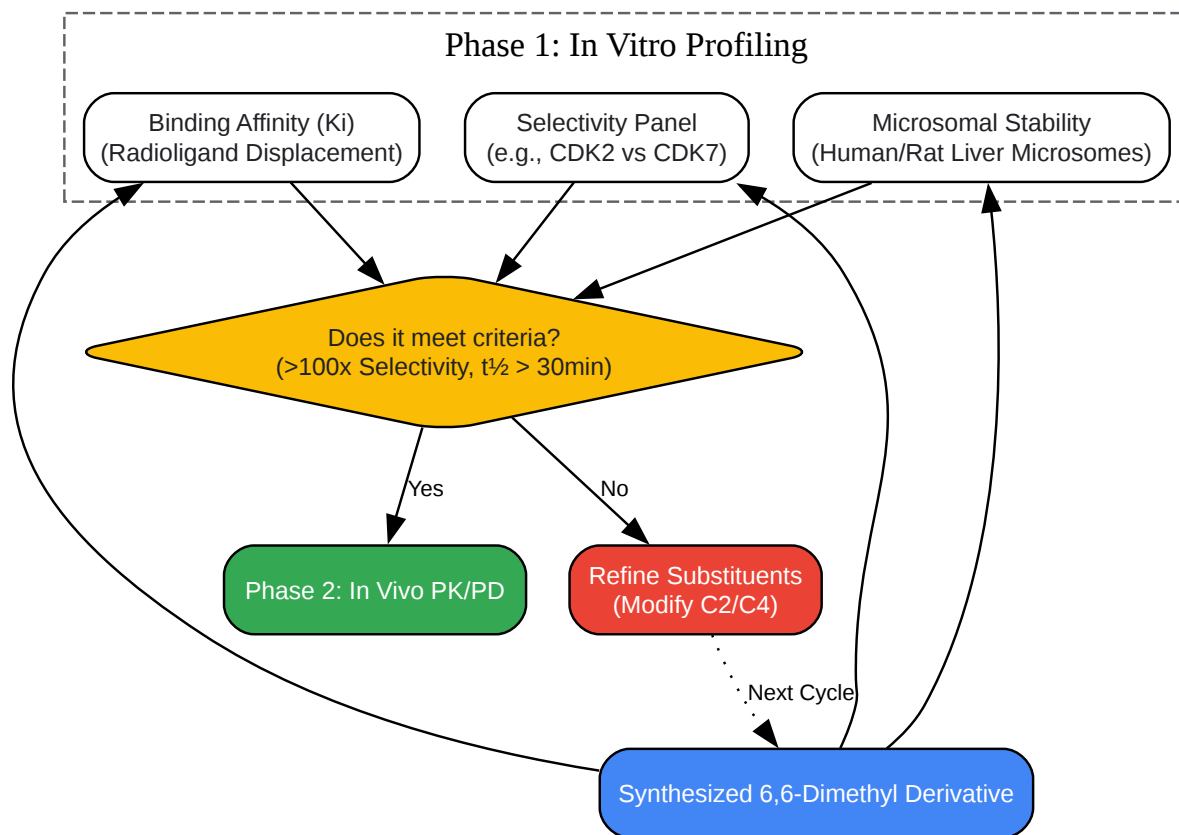 Phase 1: In Vitro Profiling
Binding Affinity (Ki)
(Radioligand Displacement)
Selectivity Panel
(e.g., CDK2 vs CDK7)
Microsomal Stability
(Human/Rat Liver Microsomes)
Does it meet criteria?
(>100x Selectivity, t½ > 30min)
Yes
No
Phase 2: In Vivo PK/PD
Refine Substituents
(Modify C2/C4)
Next Cycle
Synthesized 6,6-Dimethyl Derivative